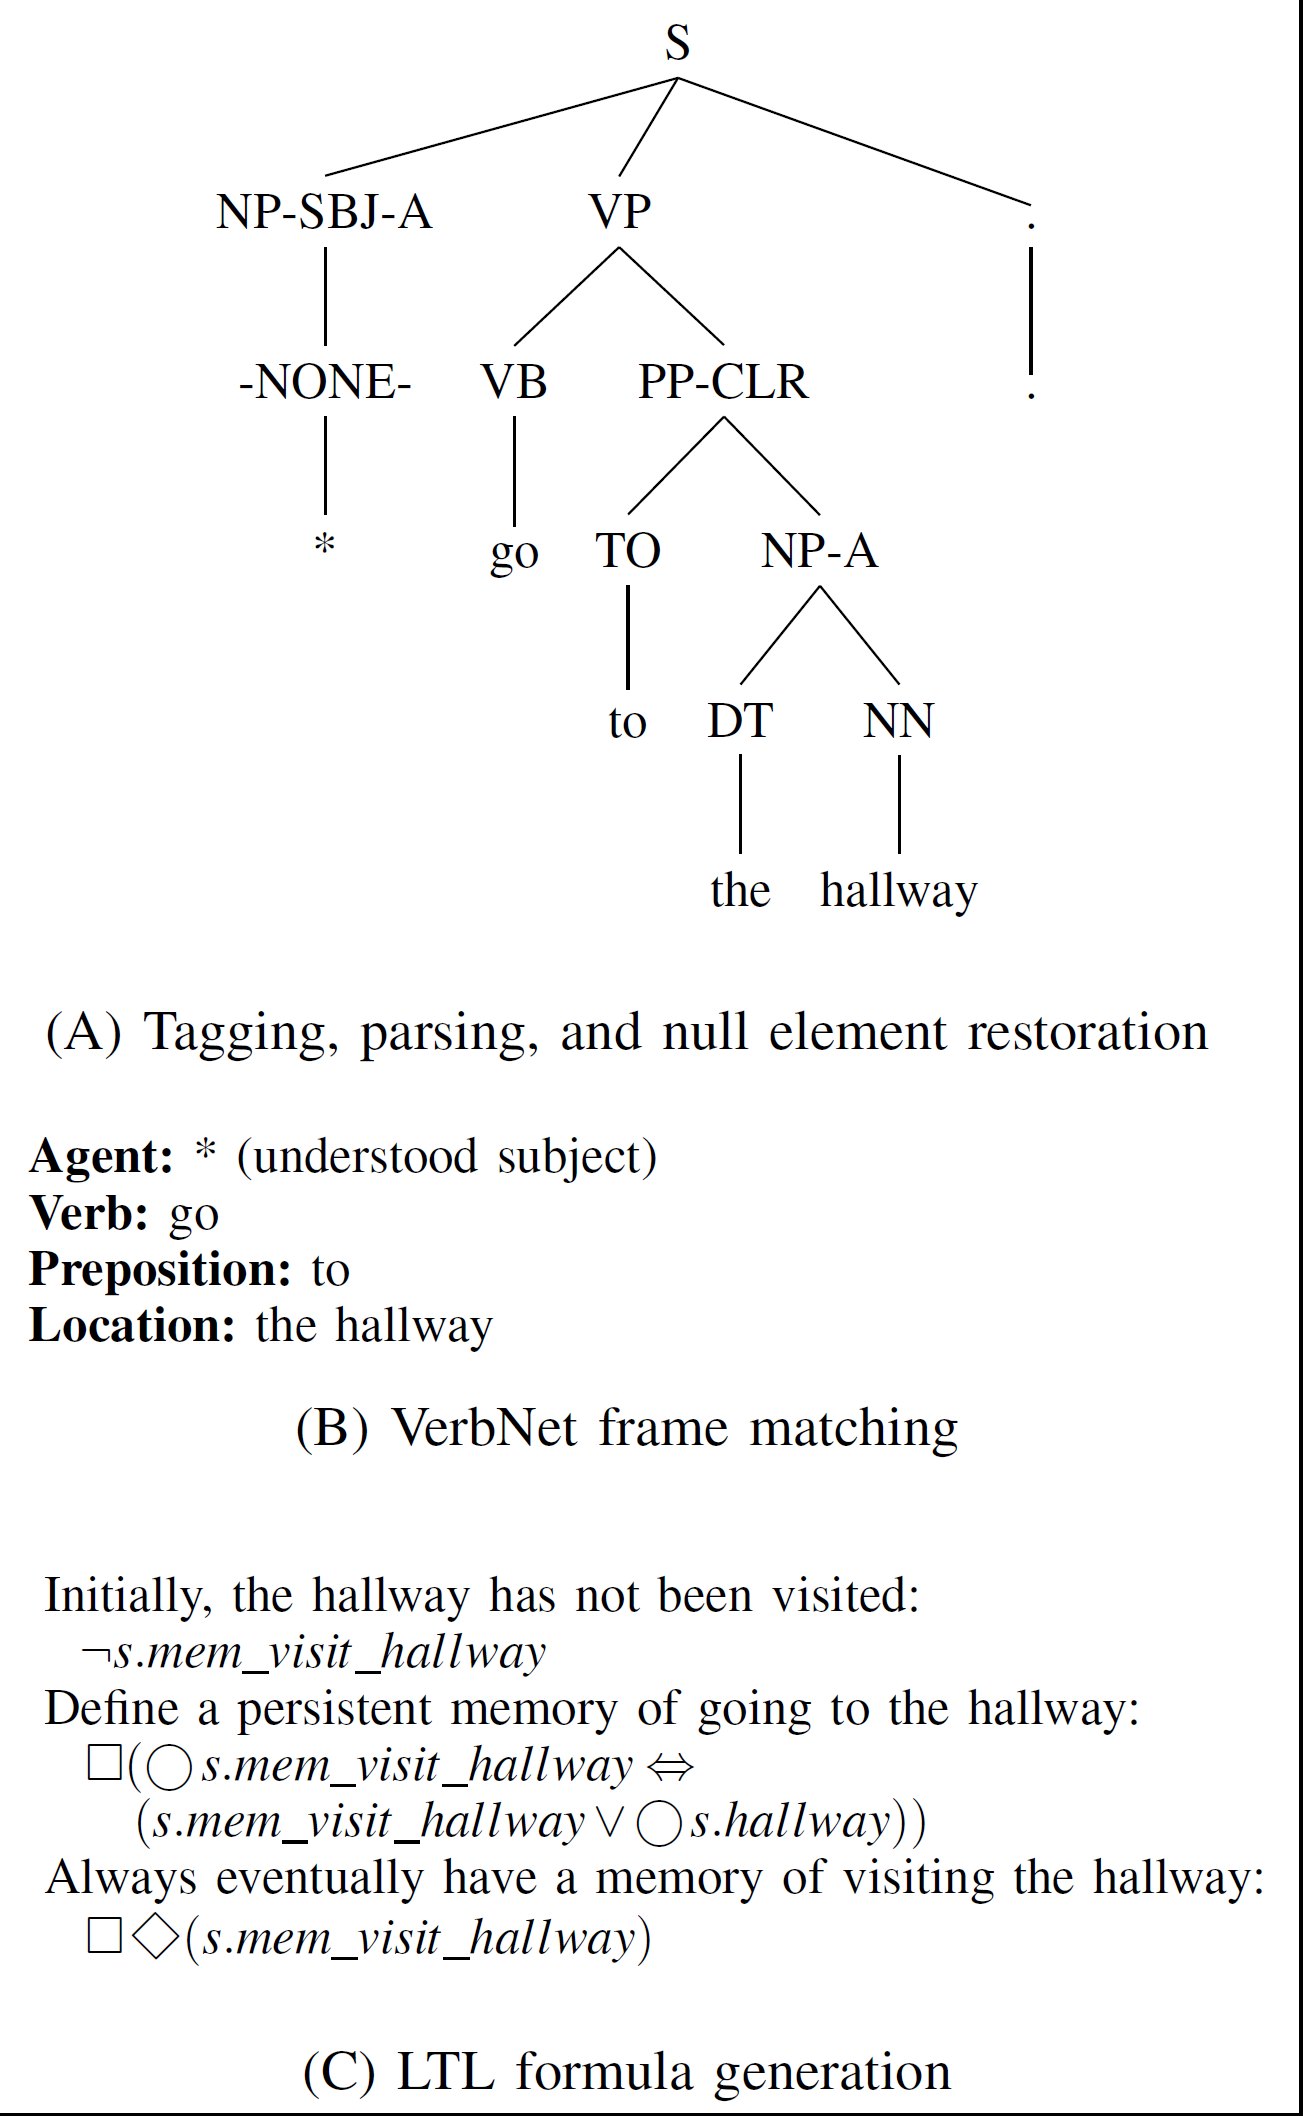 S
NP-SBJ-A VP .
-NONE- VB PP-CLR .
* go TO NP-A
to DT NN
the hallway
(A) Tagging, parsing, and null element restoration
Agent: * (understood subject)
Verb: go
Preposition: to
Location: the hallway
(B) VerbNet frame matching
Initially, the hallway has not been visited:
¬s.mem_visit_hallway
Define a persistent memory of going to the hallway:
□(◯ s.mem_visit_hallway ⇔
(s.mem_visit_hallway ∨ ◯ s.hallway))
Always eventually have a memory of visiting the hallway:
□◇(s.mem_visit_hallway)
(C) LTL formula generation